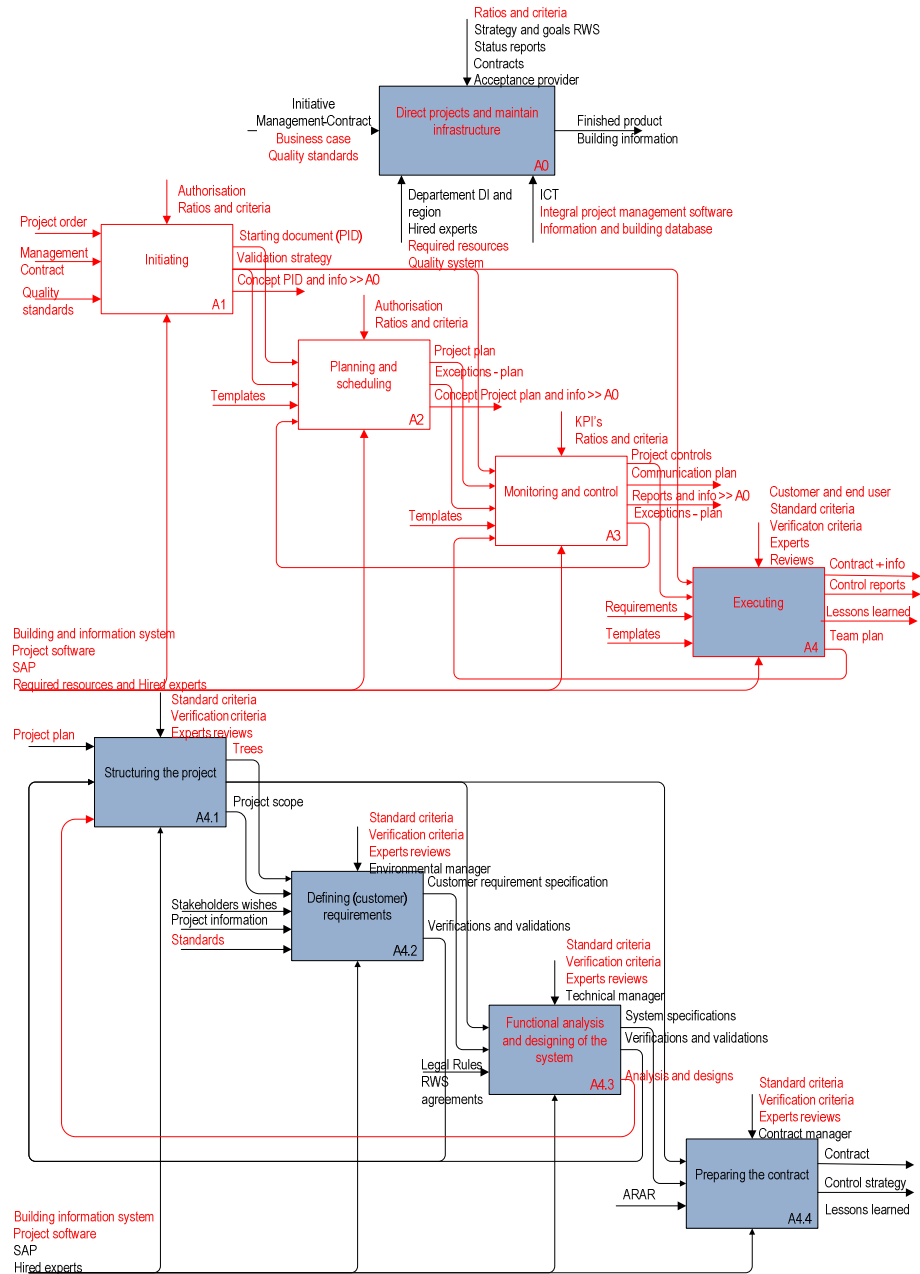 Ratios and criteria
Strategy and goals RWS
Status reports
Contracts
Acceptance provider
Initiative
Management-Contract
Business case
Quality standards
Direct projects and maintain
infrastructure
A0
Finished product
Building information
Departement DI and
region
Hired experts
Required resources
Quality system
ICT
Integral project management software
Information and building database
Authorisation
Ratios and criteria
Project order
Management
Contract
Quality
standards
Initiating
A1
Starting document (PID)
Validation strategy
Concept PID and info >> A0
Authorisation
Ratios and criteria
Planning and
scheduling
A2
Templates
Project plan
Exceptions - plan
Concept Project plan and info >> A0
KPI's
Ratios and criteria
Monitoring and control
A3
Templates
Project controls
Communication plan
Reports and info >> A0
Exceptions - plan
Customer and end user
Standard criteria
Verificaton criteria
Experts
Reviews
Executing
A4
Requirements
Templates
Contract + info
Control reports
Lessons learned
Team plan
Building and information system
Project software
SAP
Required resources and Hired experts
Standard criteria
Verification criteria
Experts reviews
Project plan
Structuring the project
A4.1
Trees
Project scope
Standard criteria
Verification criteria
Experts reviews
Environmental manager
Defining (customer)
requirements
A4.2
Stakeholders wishes
Project information
Standards
Customer requirement specification
Verifications and validations
Standard criteria
Verification criteria
Experts reviews
Technical manager
Functional analysis
and designing of the
system
A4.3
Legal Rules
RWS
agreements
System specifications
Verifications and validations
Analysis and designs
Standard criteria
Verification criteria
Experts reviews
Contract manager
Preparing the contract
A4.4
ARAR
Contract
Control strategy
Lessons learned
Building information system
Project software
SAP
Hired experts